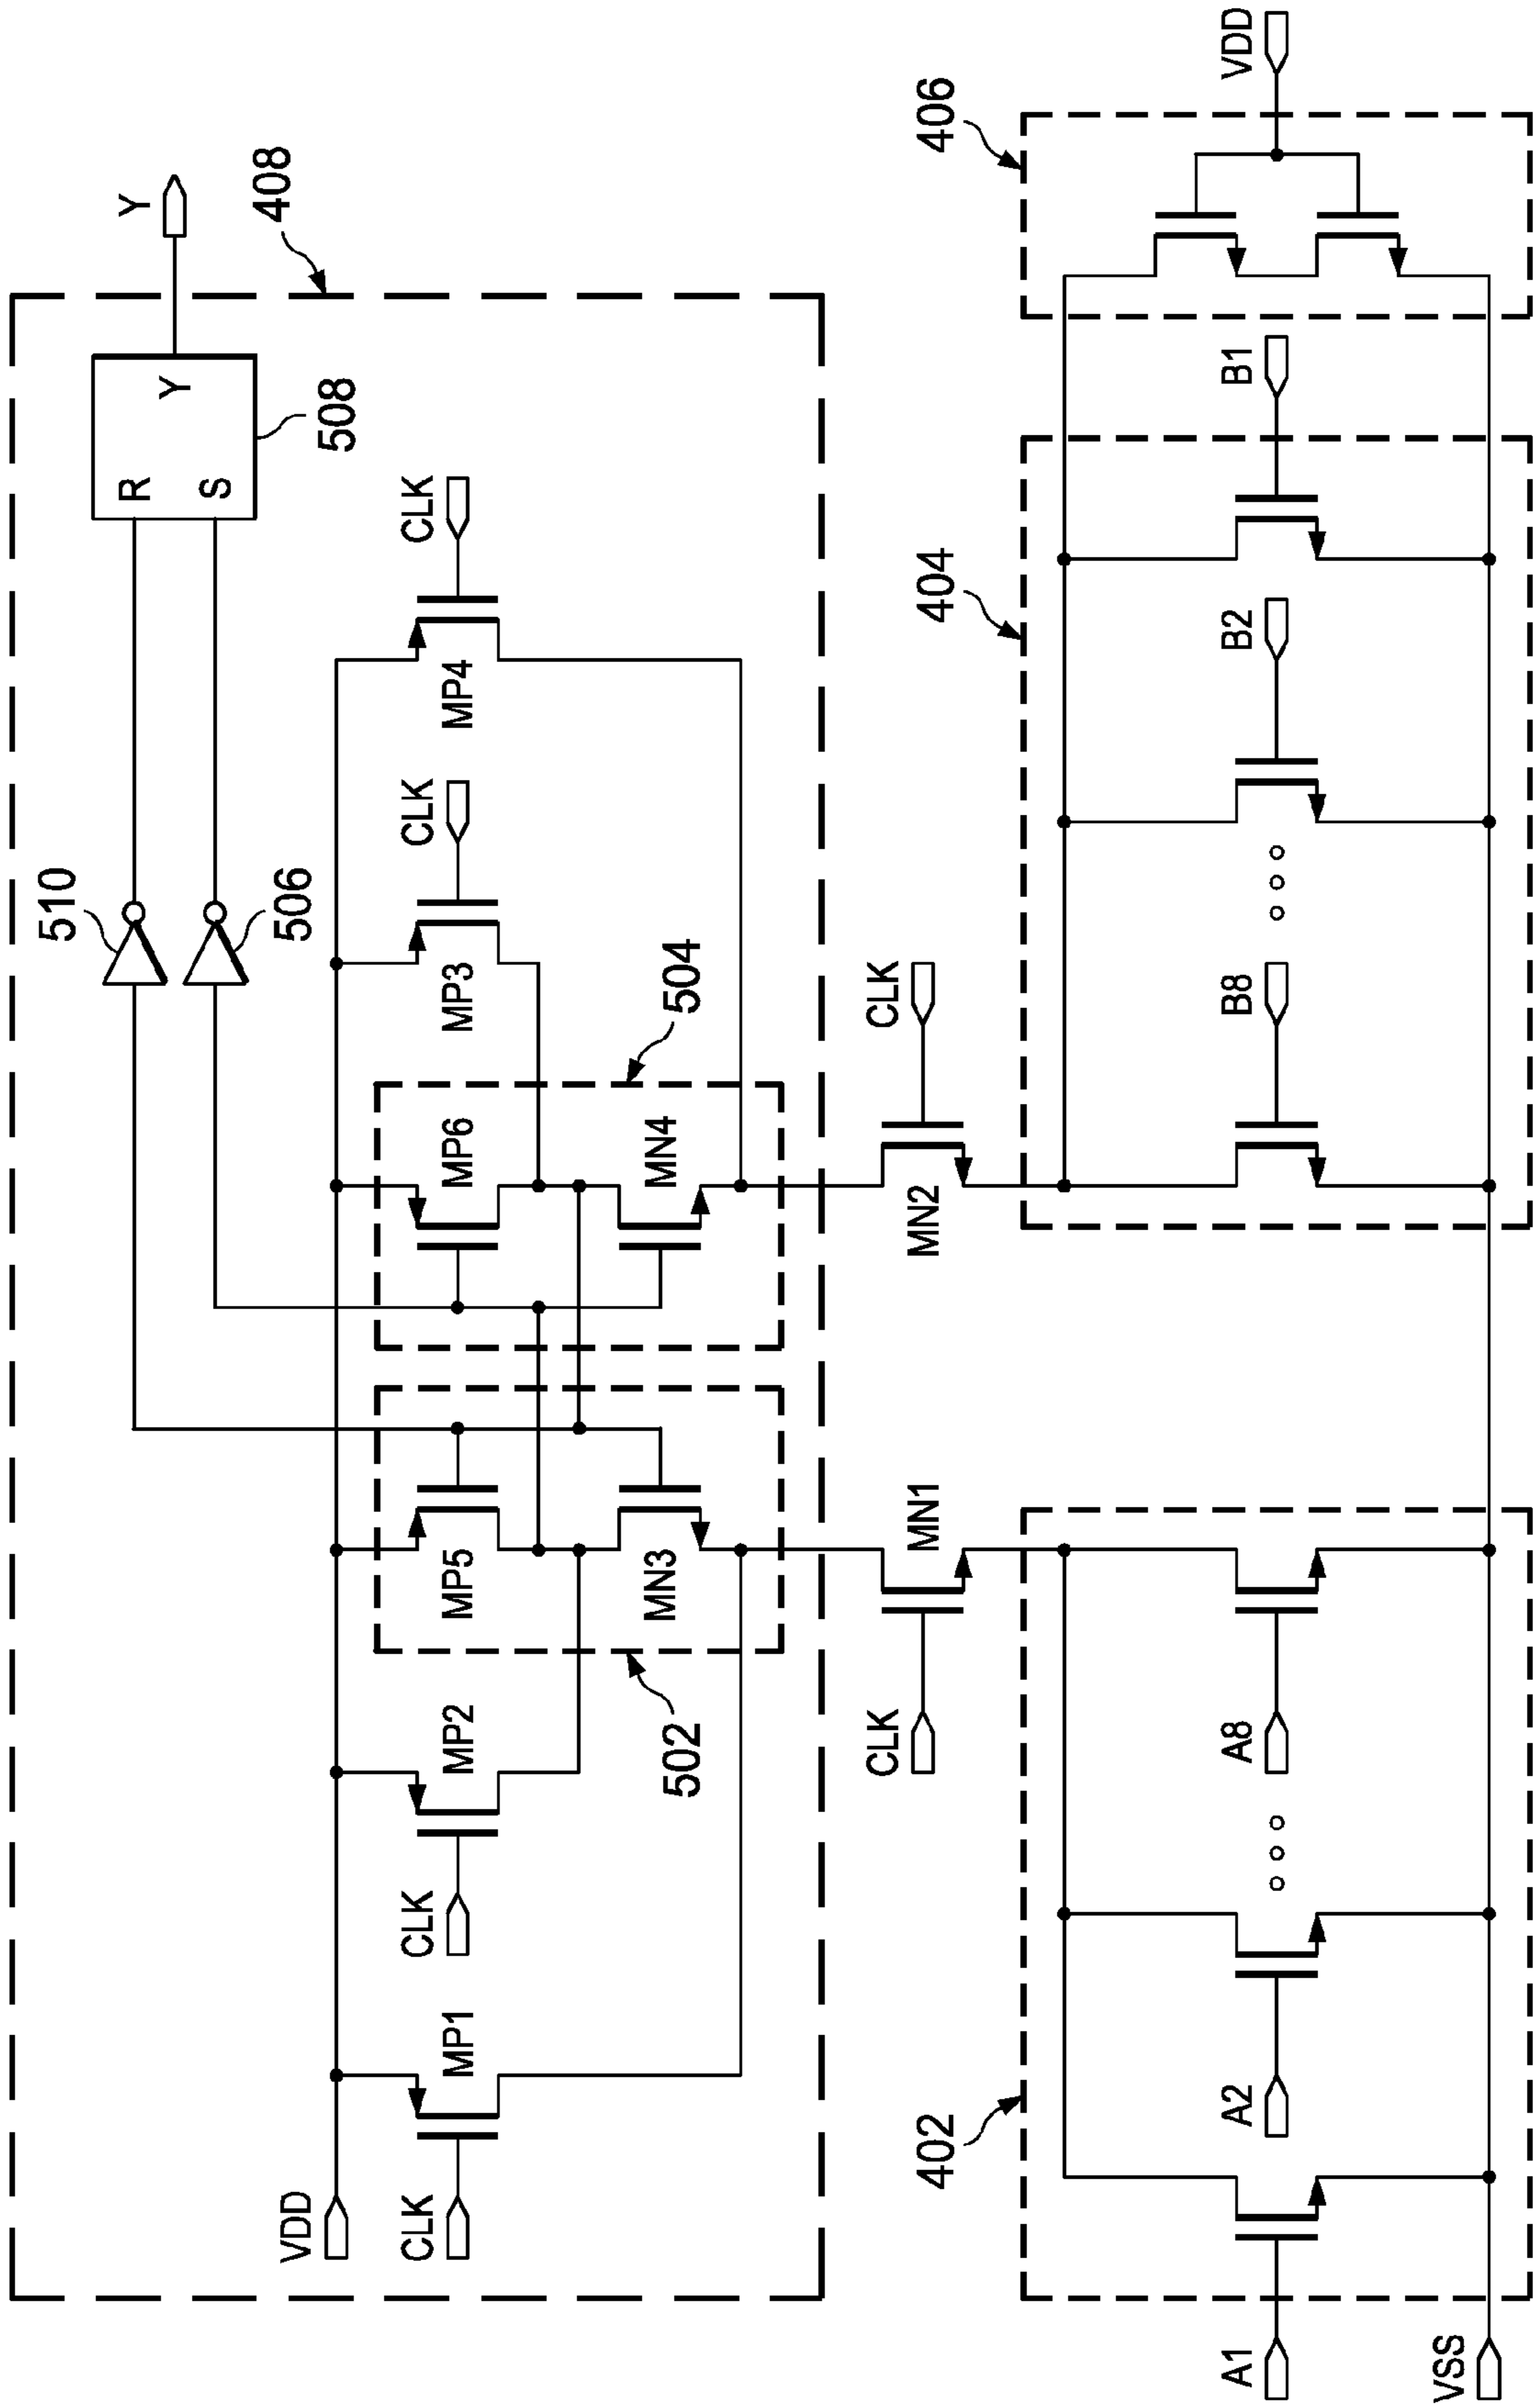 Y
408
R
Y
S
508
510
506
VDD
CLK
MP1
CLK
MP2
MP5
MN3
502
MP6
MN4
504
CLK
MP3
CLK
MP4
CLK
MN1
CLK
MN2
402
404
406
A1
A2
A8
B8
B2
B1
VDD
VSS